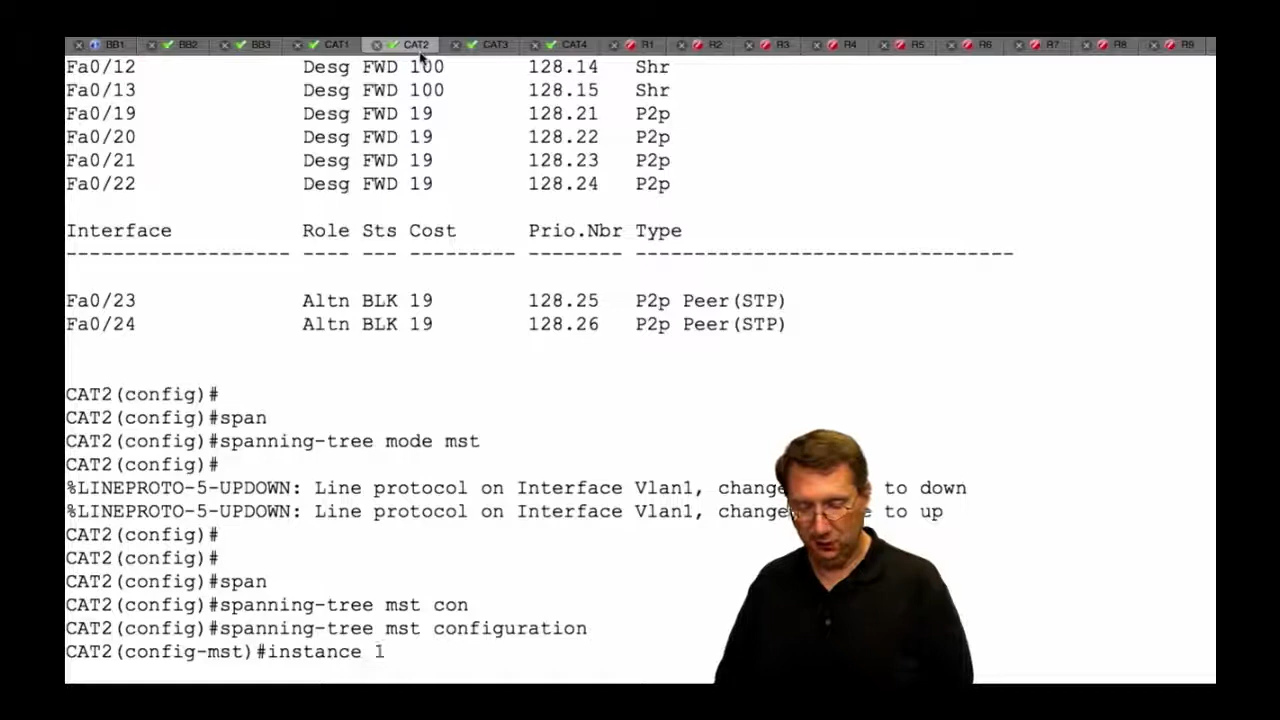 BB1 BB2 BB3 CAT1 CAT2 CAT3 CAT4 R1 R2 R3 R4 R5 R6 R7 R8 R9
Fa0/12 Desg FWD 100 128.14 Shr
Fa0/13 Desg FWD 100 128.15 Shr
Fa0/19 Desg FWD 19 128.21 P2p
Fa0/20 Desg FWD 19 128.22 P2p
Fa0/21 Desg FWD 19 128.23 P2p
Fa0/22 Desg FWD 19 128.24 P2p
Interface Role Sts Cost Prio.Nbr Type
------------------- ---- --- --------- -------- --------------------------------
Fa0/23 Altn BLK 19 128.25 P2p Peer(STP)
Fa0/24 Altn BLK 19 128.26 P2p Peer(STP)
CAT2(config)#
CAT2(config)#span
CAT2(config)#spanning-tree mode mst
CAT2(config)#
%LINEPROTO-5-UPDOWN: Line protocol on Interface Vlan1, change to down
%LINEPROTO-5-UPDOWN: Line protocol on Interface Vlan1, change to up
CAT2(config)#
CAT2(config)#
CAT2(config)#span
CAT2(config)#spanning-tree mst con
CAT2(config)#spanning-tree mst configuration
CAT2(config-mst)#instance 1